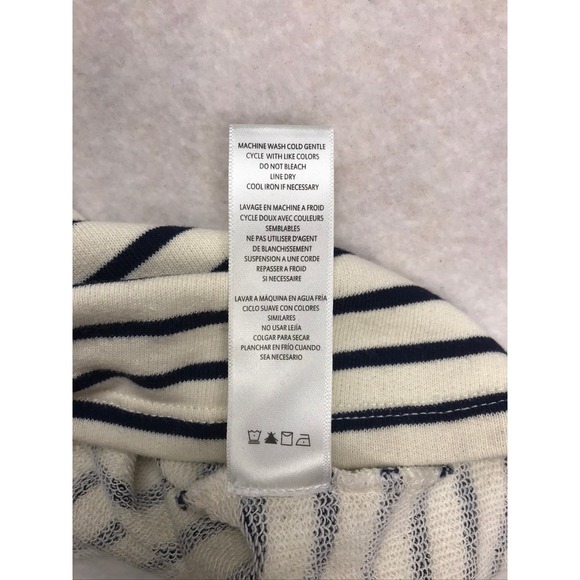 MACHINE WASH COLD GENTLE
CYCLE WITH LIKE COLORS
DO NOT BLEACH
LINE DRY
COOL IRON IF NECESSARY
LAVAGE EN MACHINE A FROID
CYCLE DOUX AVEC COULEURS
SEMBLABLES
NE PAS UTILISER D'AGENT
DE BLANCHISSEMENT
SUSPENSION A UNE CORDE
REPASSER A FROID
SI NECESSAIRE
LAVAR A MÁQUINA EN AGUA FRÍA
CICLO SUAVE CON COLORES
SIMILARES
NO USAR LEJÍA
COLGAR PARA SECAR
PLANCHAR EN FRÍO CUANDO
SEA NECESARIO